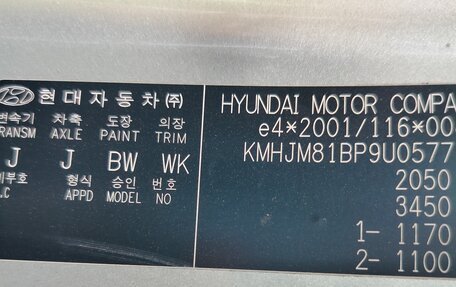 현대자동차㈜
변속기 차축 도장 의장
TRANSM AXLE PAINT TRIM
J J BW WK
형식 승인 번호
APPD MODEL NO
HYUNDAI MOTOR
e4*2001/116*00
KMHJM81BP9U0577
2050
3450
1- 1170
2- 1100